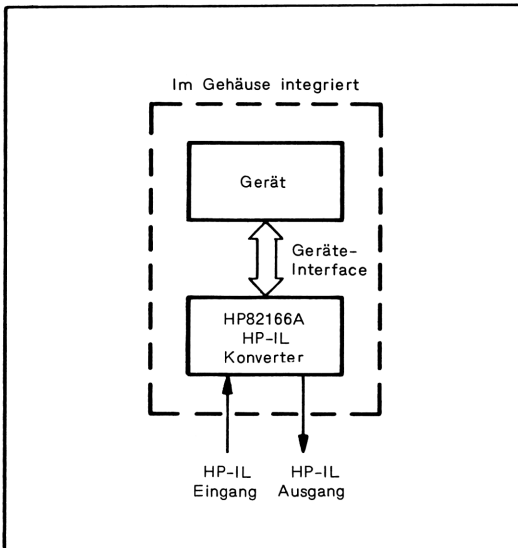 Im Gehäuse integriert
Gerät
Geräte-
Interface
HP82166A
HP-IL
Konverter
HP-IL
Eingang
HP-IL
Ausgang